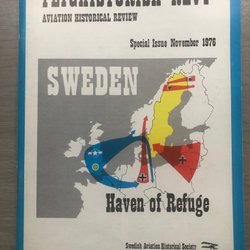 FLYGHISTORISK REVY
AVIATION HISTORICAL REVIEW
Special Issue November 1976
SWEDEN
Haven of Refuge
Swedish Aviation Historical Society